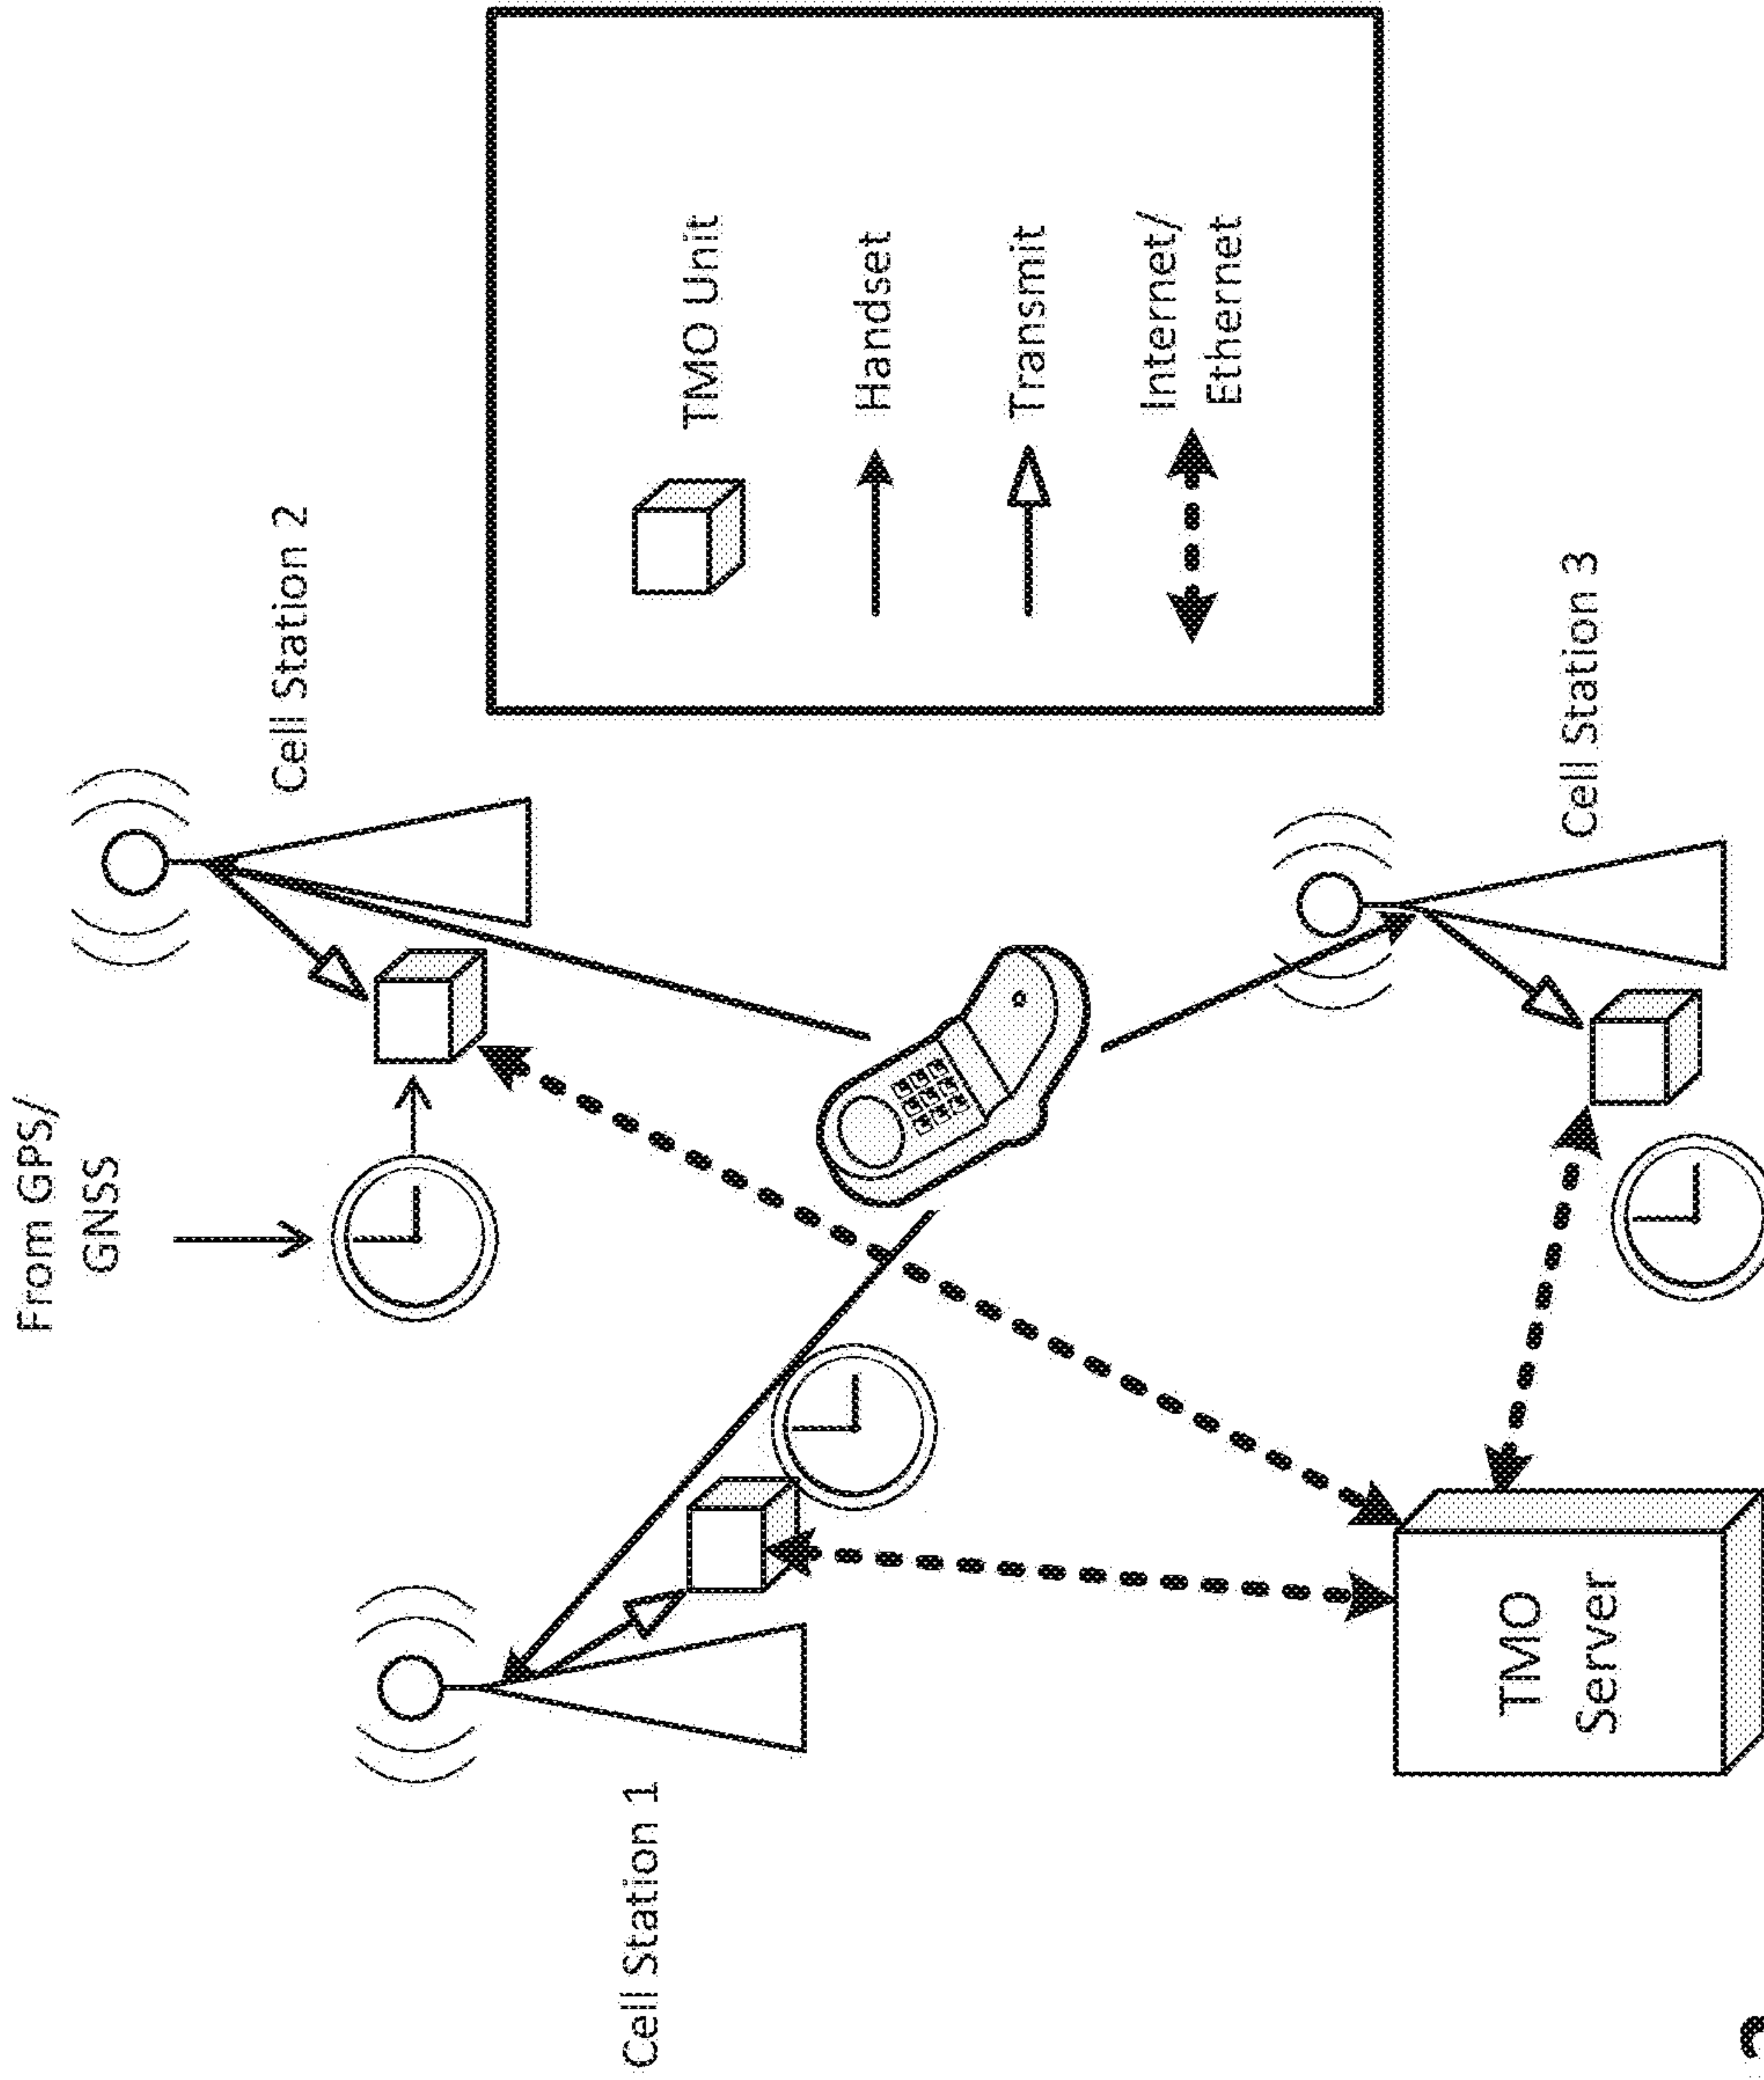 From GPS/
GNSS
Cell Station 2
Cell Station 1
TMO Unit
Handset
Transmit
Internet/
Ethernet
Cell Station 3
TMO
Server